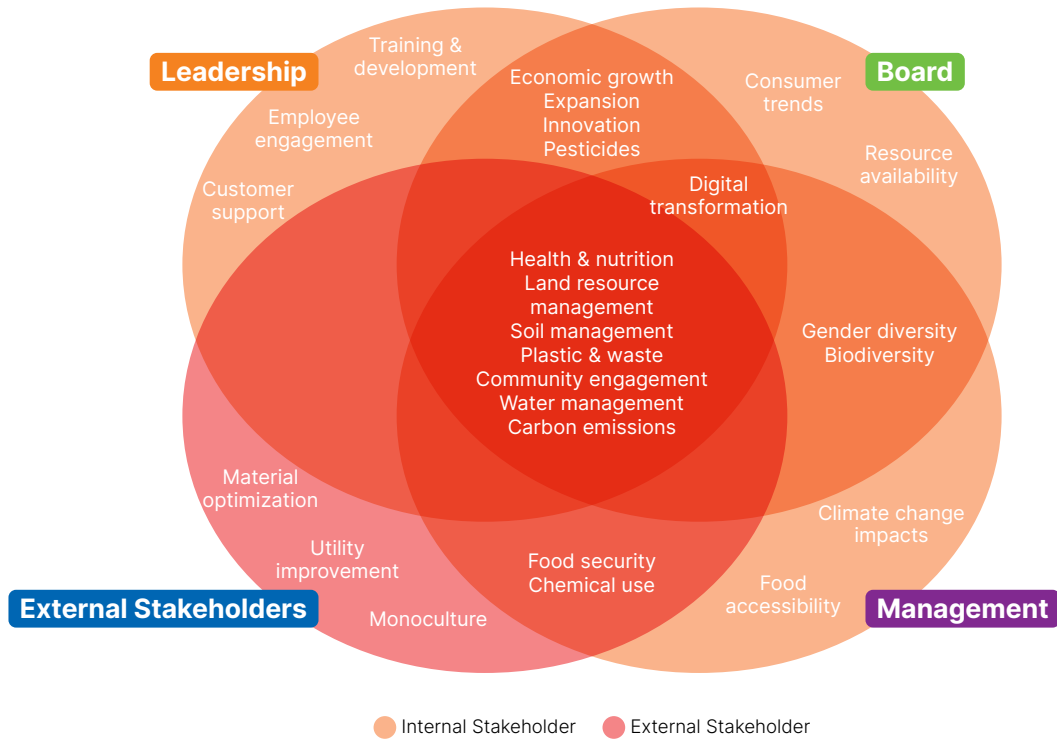 Leadership
Training &
development
Employee
engagement
Customer
support
Economic growth
Expansion
Innovation
Pesticides
Board
Consumer
trends
Resource
availability
Digital
transformation
Health & nutrition
Land resource
management
Soil management
Plastic & waste
Community engagement
Water management
Carbon emissions
Gender diversity
Biodiversity
Material
optimization
Utility
improvement
Monoculture
External Stakeholders
Food security
Chemical use
Climate change
impacts
Food
accessibility
Management
Internal Stakeholder
External Stakeholder